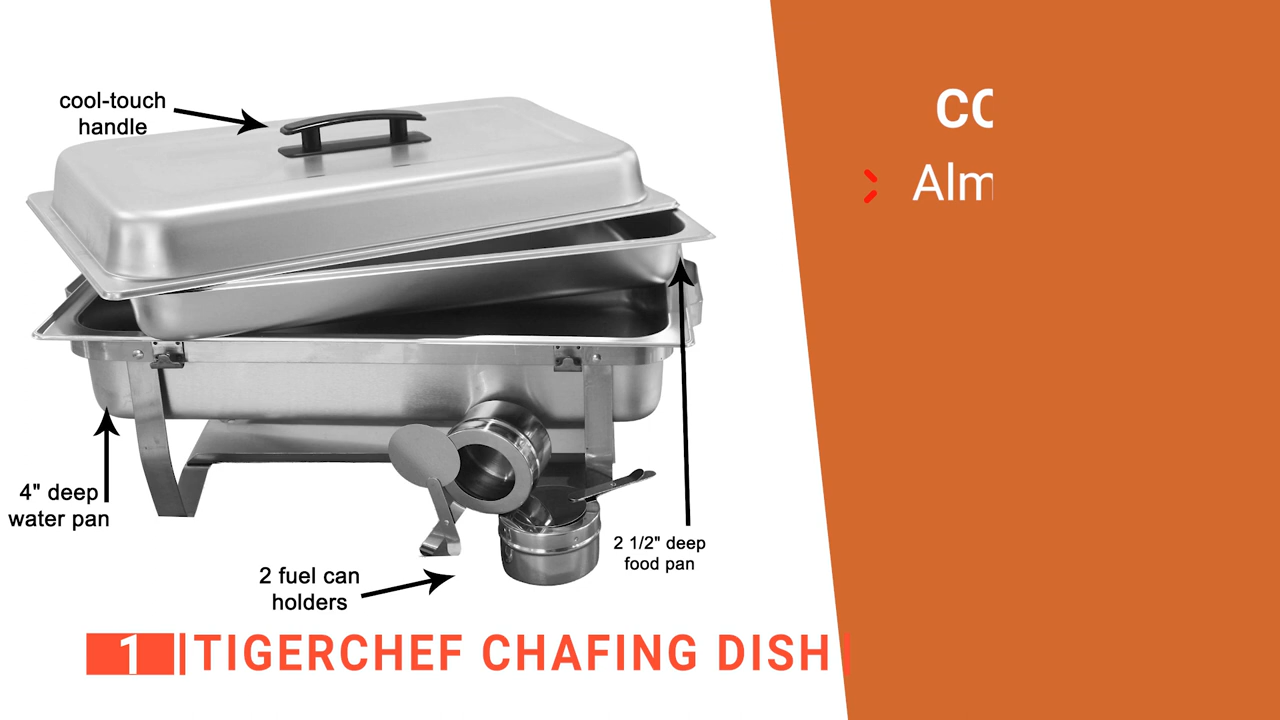 cool-touch
handle
4" deep
water pan
2 fuel can
holders
2 1/2" deep
food pan
1 TIGERCHEF CHAFING DISH